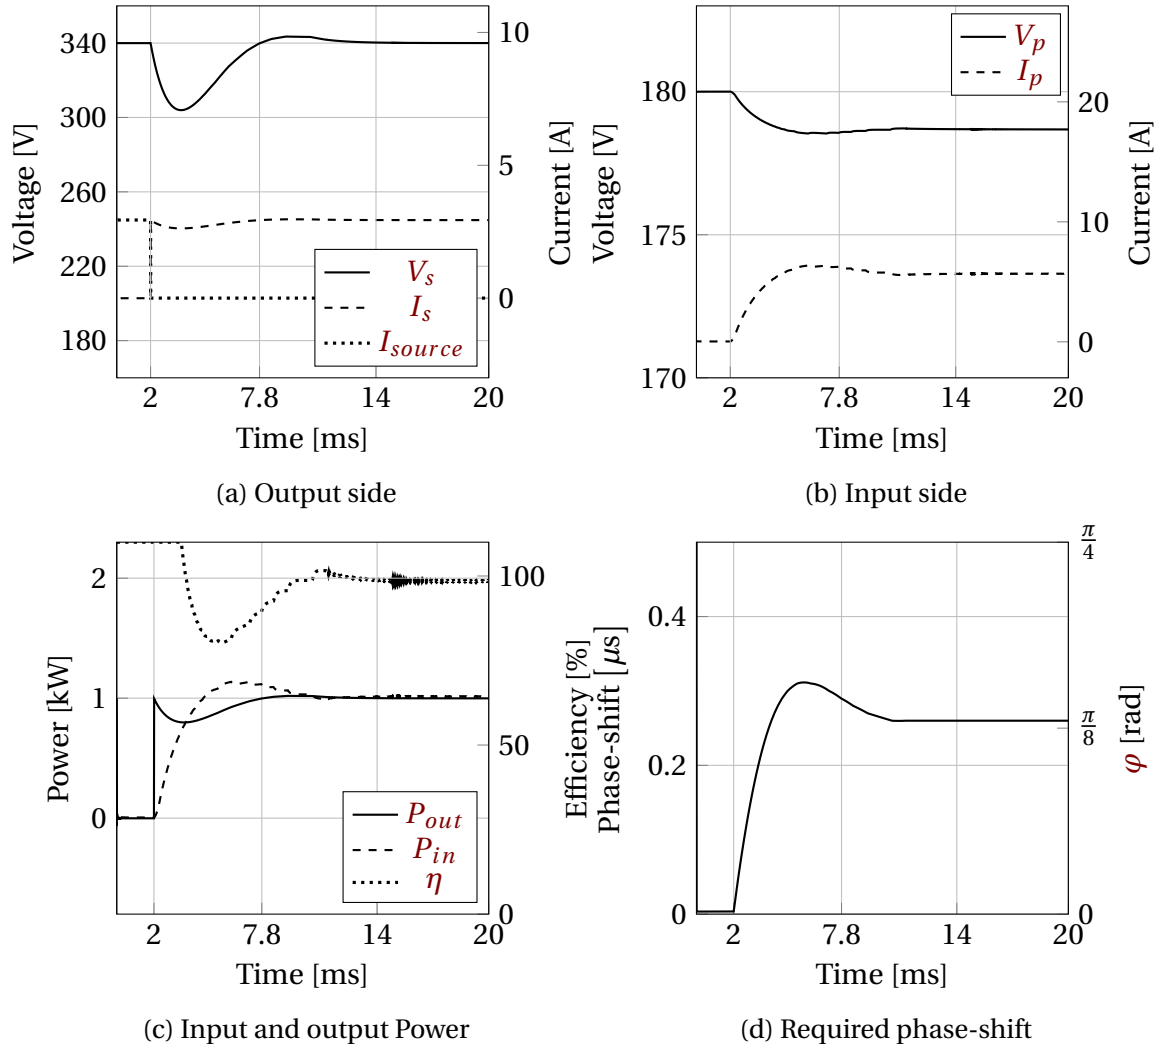 340
300
260
220
180
Voltage [V]
10
5
0
Current [A]
V_s
I_s
I_source
2 7.8 14 20
Time [ms]
(a) Output side
180
175
170
Voltage [V]
20
10
0
Current [A]
V_p
I_p
2 7.8 14 20
Time [ms]
(b) Input side
2
1
0
Power [kW]
100
50
0
Efficiency [%]
P_out
P_in
η
2 7.8 14 20
Time [ms]
(c) Input and output Power
0.4
0.2
0
Phase-shift [μs]
π/4
π/8
0
φ [rad]
2 7.8 14 20
Time [ms]
(d) Required phase-shift